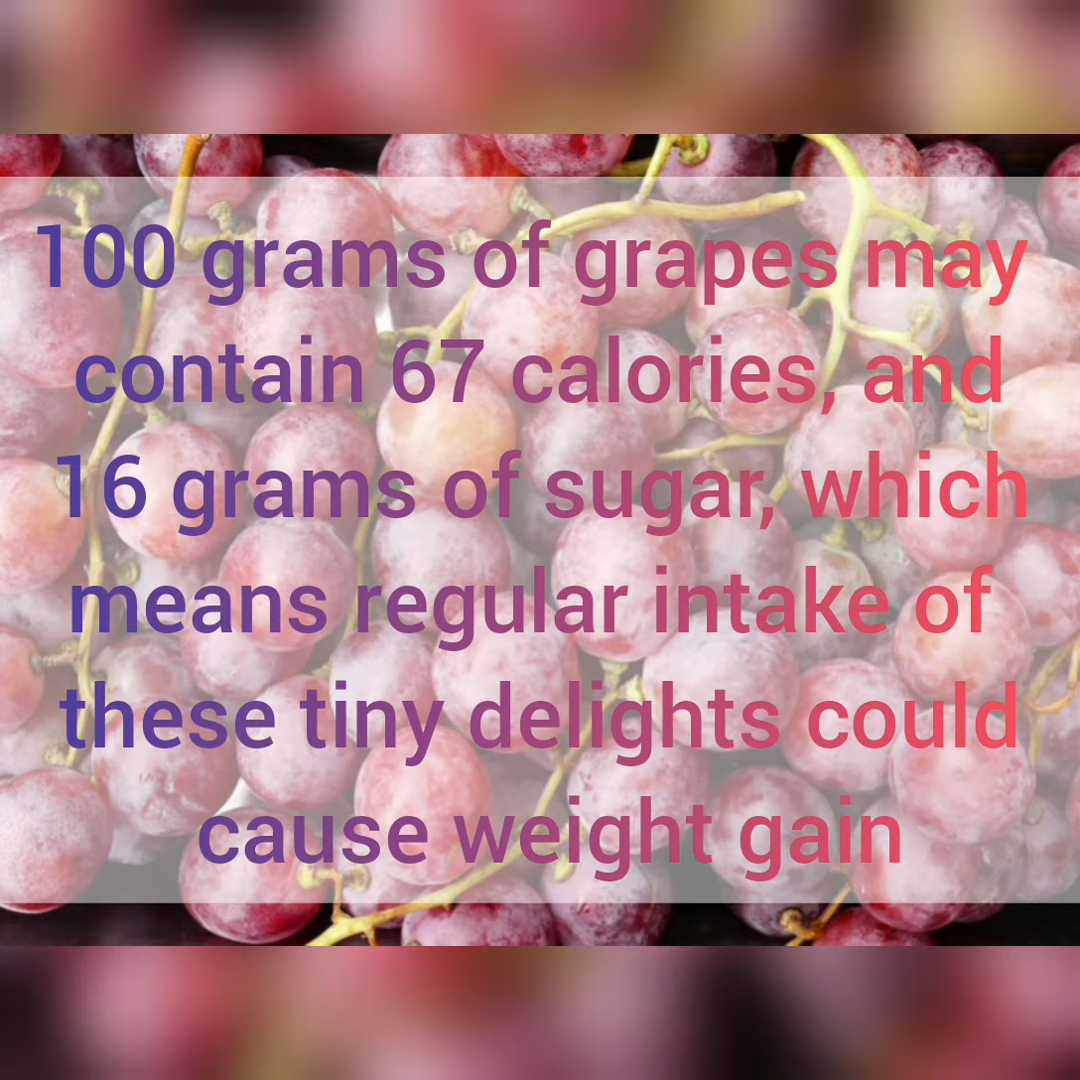 100 grams of grapes may
contain 67 calories, and
16 grams of sugar, which
means regular intake of
these tiny delights could
cause weight gain